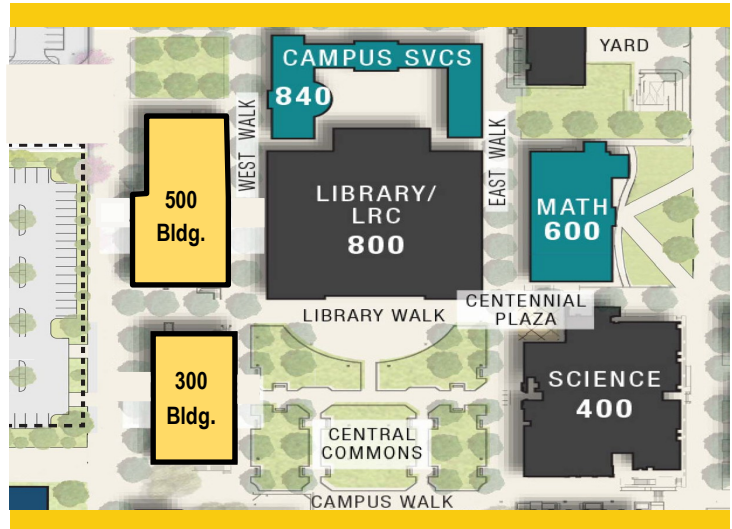 YARD
CAMPUS SVCS
840
WEST WALK
EAST WALK
LIBRARY/
LRC
800
500
Bldg.
MATH
600
CENTENNIAL
PLAZA
LIBRARY WALK
300
Bldg.
SCIENCE
400
CENTRAL
COMMONS
CAMPUS WALK